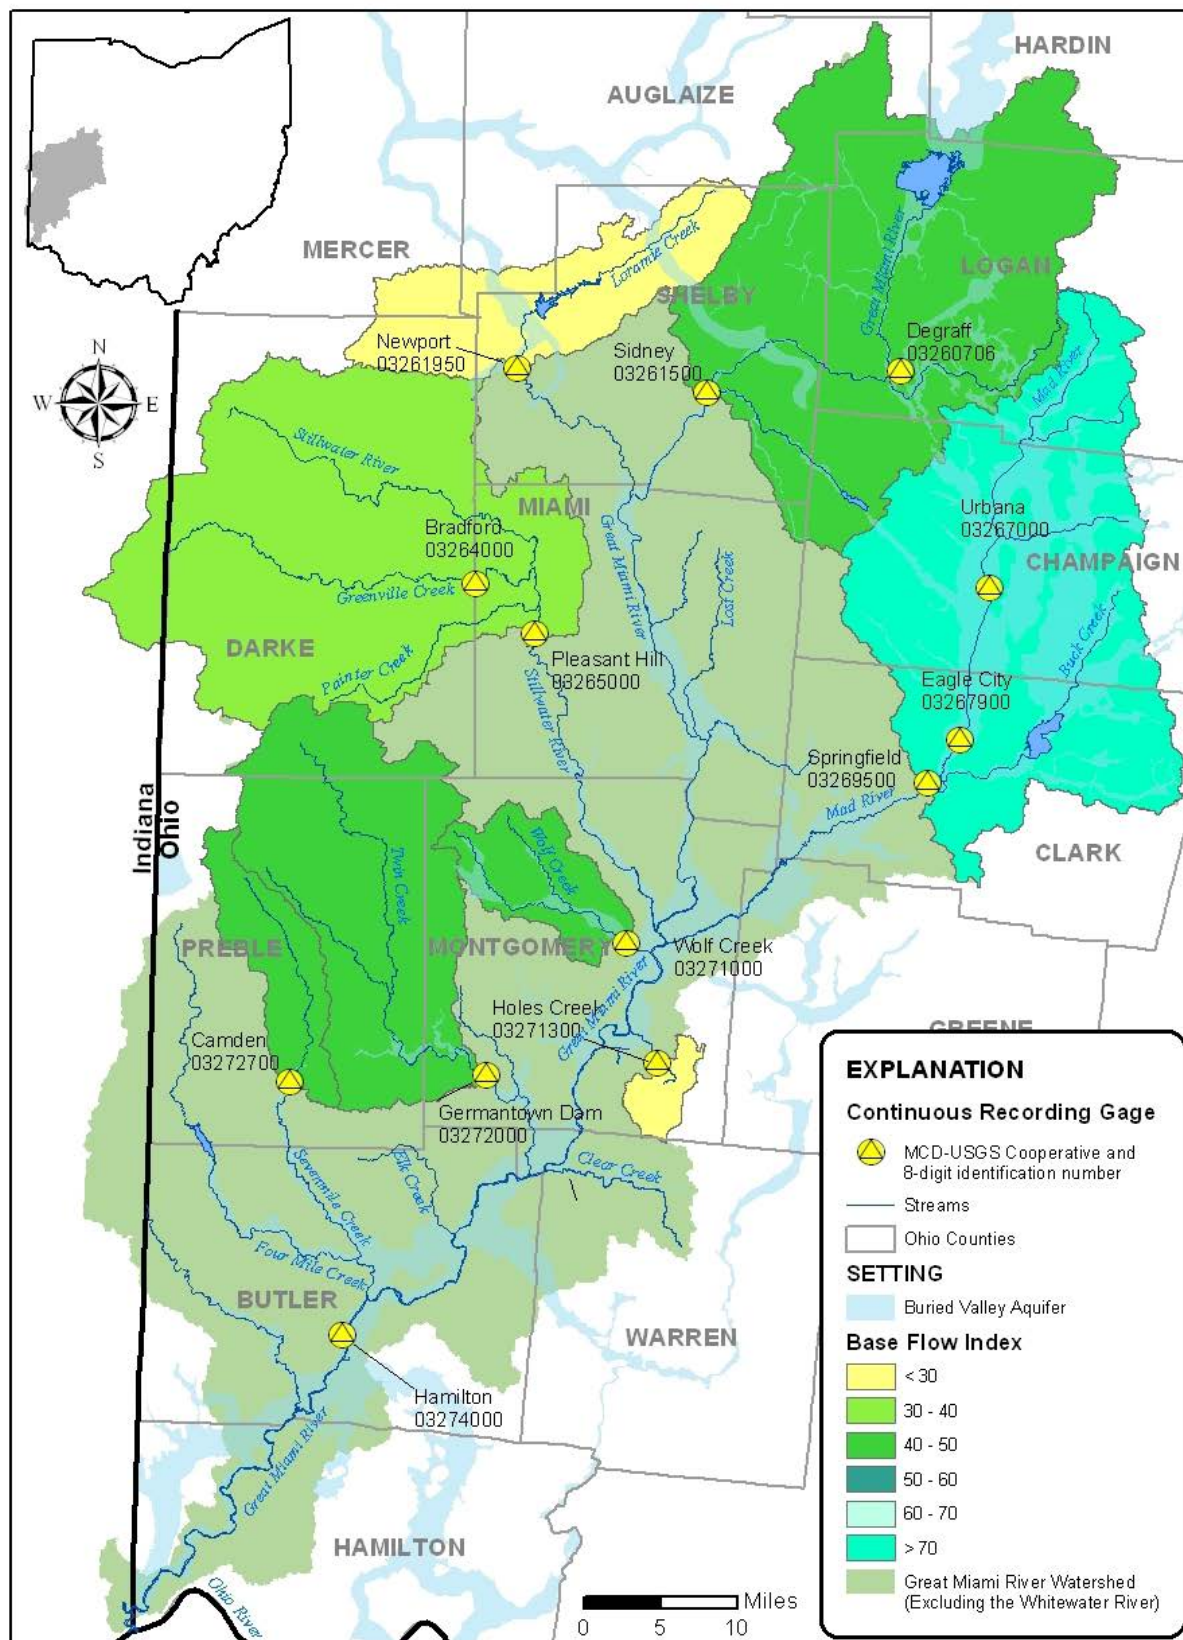 HARDIN
AUGLAIZE
MERCER
Loramie Creek
Great Miami River
LOGAN
SHELBY
Newport
03261950
Sidney
03261500
Degraff
03260706
Mad River
N
W E
S
Stillwater River
Bradford
03264000
MIAMI
Great Miami River
Urbana
03267000
CHAMPAIGN
Greenville Creek
Lost Creek
Buck Creek
DARKE
Painter Creek
Pleasant Hill
03265000
Stillwater River
Eagle City
03267900
Springfield
03269500
Mad River
Indiana
Ohio
CLARK
Wolf Creek
Twin Creek
PREBLE
MONTGOMERY
Wolf Creek
03271000
Great Miami River
Holes Creek
03271300
GREENE
Camden
03272700
Germantown Dam
03272000
Sevenmile Creek
Elk Creek
Clear Creek
Four Mile Creek
BUTLER
WARREN
Hamilton
03274000
Great Miami River
HAMILTON
Ohio River
Miles
0 5 10
EXPLANATION
Continuous Recording Gage
MCD-USGS Cooperative and
8-digit identification number
Streams
Ohio Counties
SETTING
Buried Valley Aquifer
Base Flow Index
< 30
30 - 40
40 - 50
50 - 60
60 - 70
> 70
Great Miami River Watershed
(Excluding the Whitewater River)